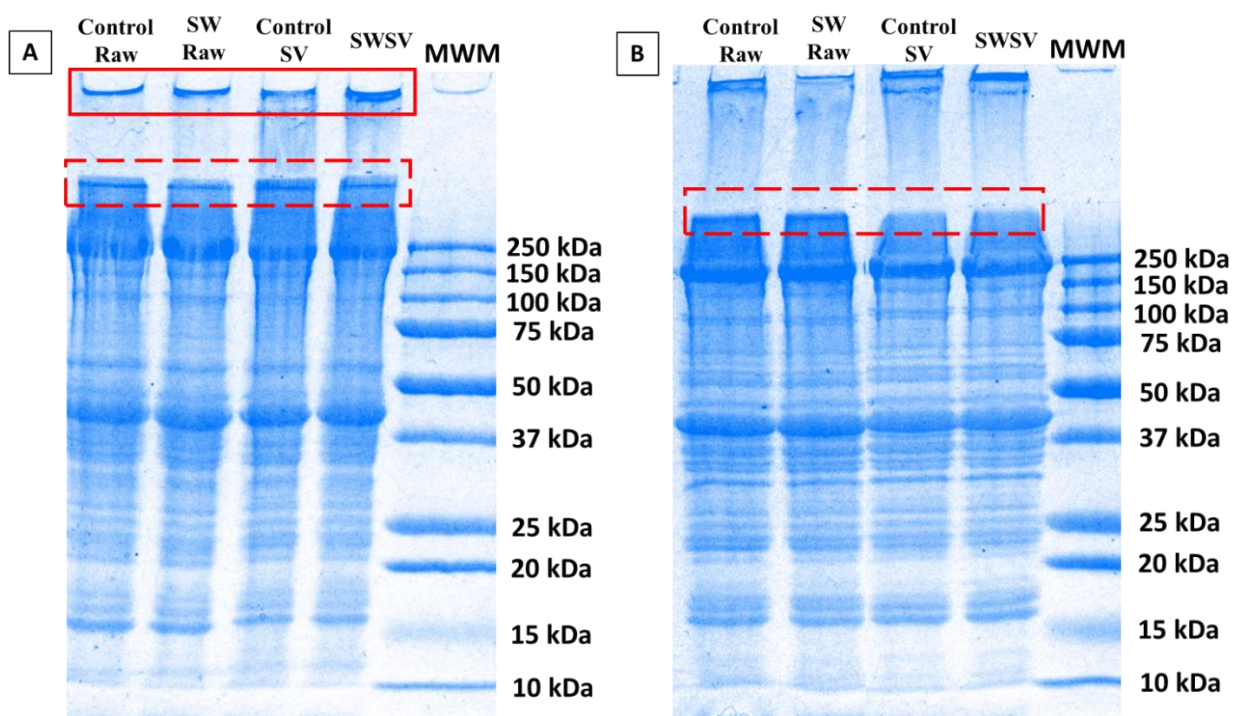 A
Control
Raw
SW
Raw
Control
SV
SWSV
MWM
250 kDa
150 kDa
100 kDa
75 kDa
50 kDa
37 kDa
25 kDa
20 kDa
15 kDa
10 kDa
B
Control
Raw
SW
Raw
Control
SV
SWSV
MWM
250 kDa
150 kDa
100 kDa
75 kDa
50 kDa
37 kDa
25 kDa
20 kDa
15 kDa
10 kDa